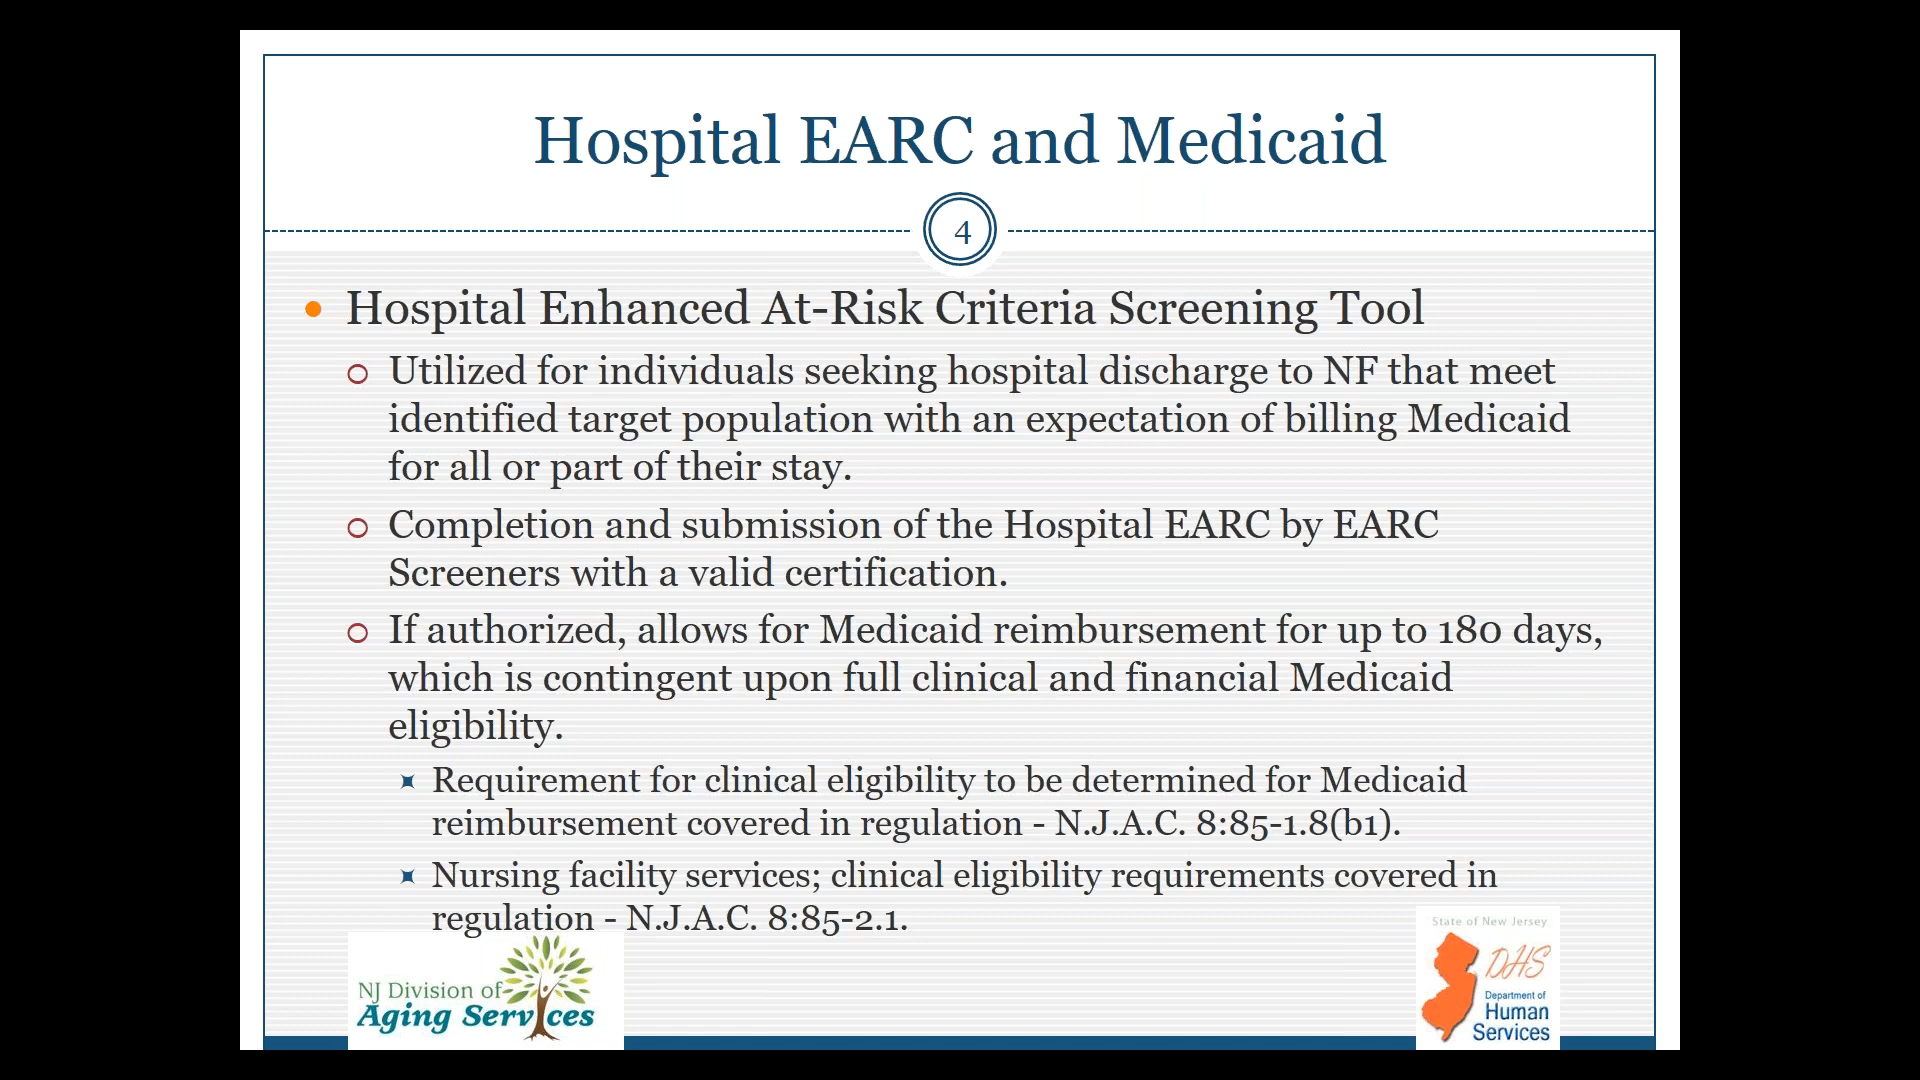 Hospital EARC and Medicaid
4
Hospital Enhanced At-Risk Criteria Screening Tool
Utilized for individuals seeking hospital discharge to NF that meet
identified target population with an expectation of billing Medicaid
for all or part of their stay.
Completion and submission of the Hospital EARC by EARC
Screeners with a valid certification.
If authorized, allows for Medicaid reimbursement for up to 180 days,
which is contingent upon full clinical and financial Medicaid
eligibility.
Requirement for clinical eligibility to be determined for Medicaid
reimbursement covered in regulation - N.J.A.C. 8:85-1.8(b1).
Nursing facility services; clinical eligibility requirements covered in
regulation - N.J.A.C. 8:85-2.1.
NJ Division of
Aging Services
State of New Jersey
DHS
Department of
Human
Services